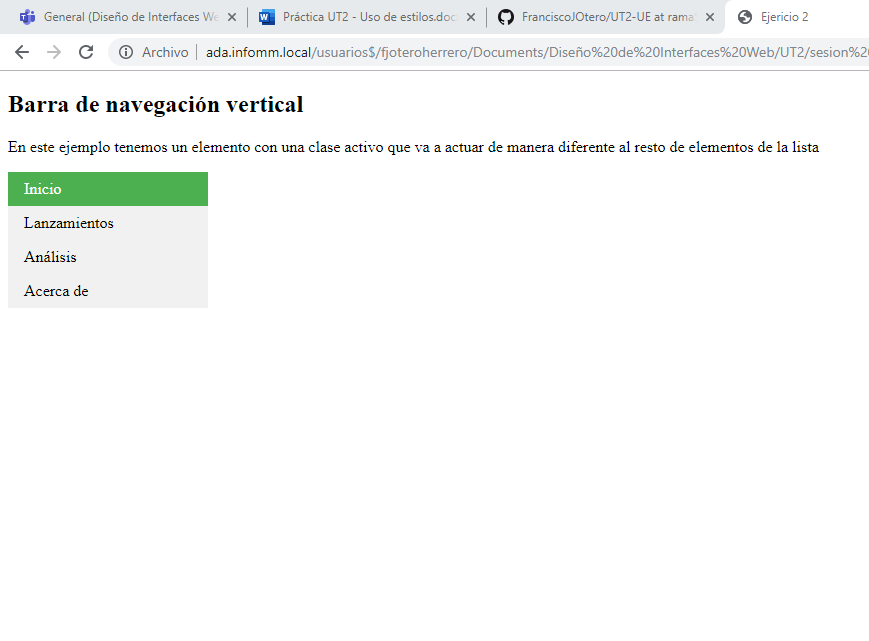 General (Diseño de Interfaces We
Práctica UT2 - Uso de estilos.doc
FranciscoJOtero/UT2-UE at rama
Ejericio 2
Archivo
ada.infomm.local/usuarios$/fjoteroherrero/Documents/Diseño%20de%20Interfaces%20Web/UT2/sesion%20
Barra de navegación vertical
En este ejemplo tenemos un elemento con una clase activo que va a actuar de manera diferente al resto de elementos de la lista
Inicio
Lanzamientos
Análisis
Acerca de